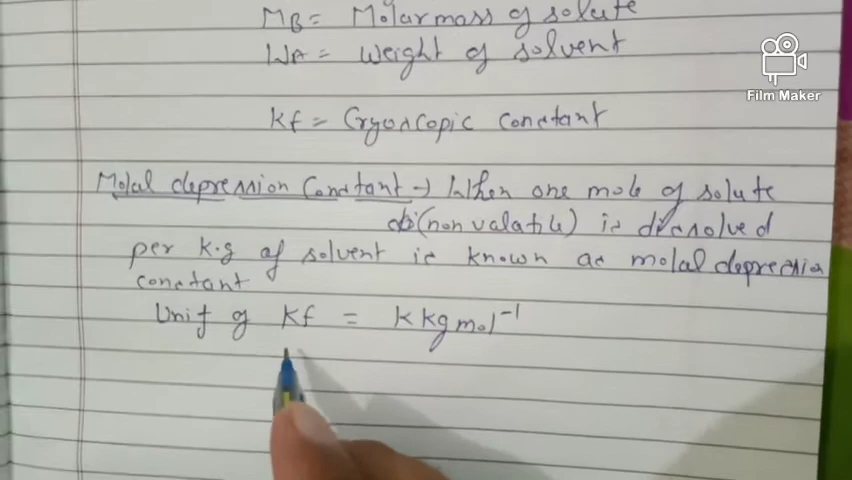 MB = Molar mass of solute
WA = Weight of solvent
Film Maker
Kf = Cryoscopic constant
Molal depression Constant → When one mole of solute
(non valatile) is dissolved
per k.g of solvent is known as molal depression
constant
Unit of Kf = K kg mol⁻¹